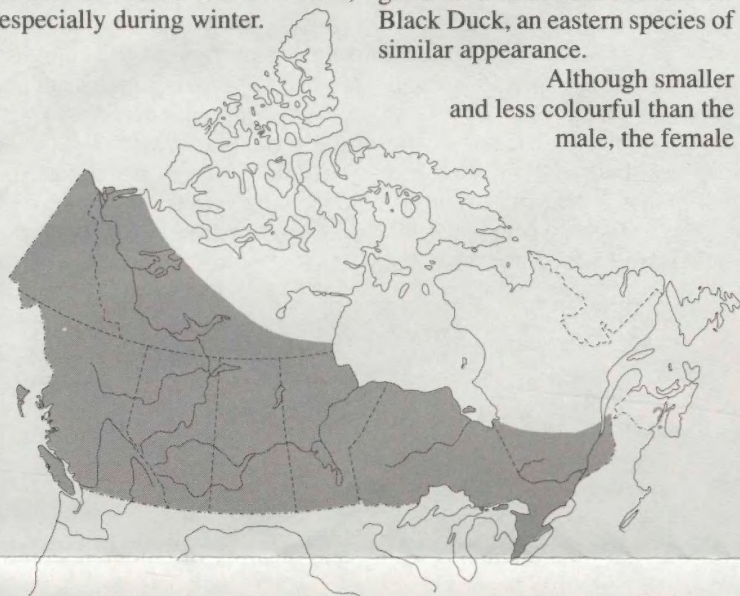 especially during winter.
Black Duck, an eastern species of
similar appearance.
Although smaller
and less colourful than the
male, the female